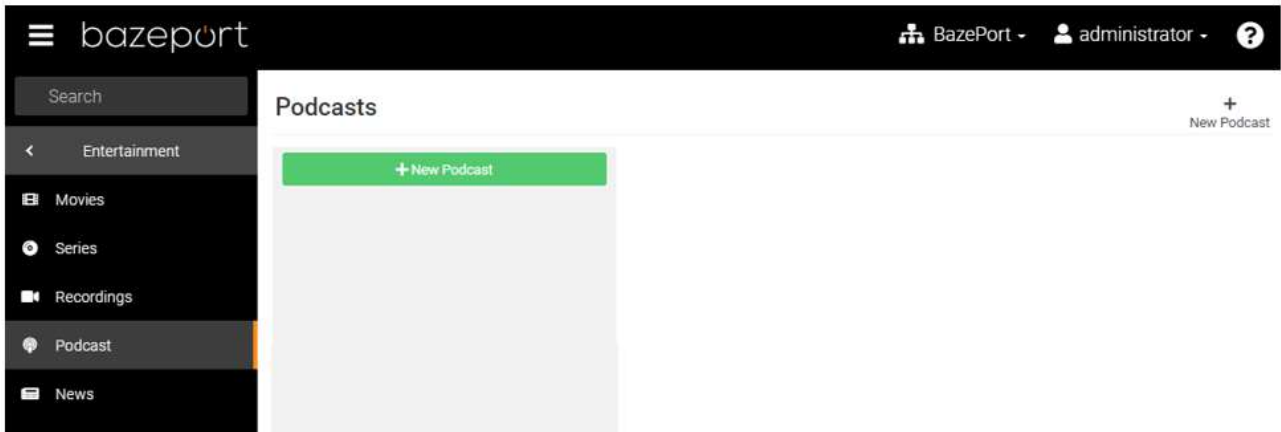 bazeport
BazePort
administrator
?
Search
Podcasts
+
New Podcast
Entertainment
+ New Podcast
Movies
Series
Recordings
Podcast
News